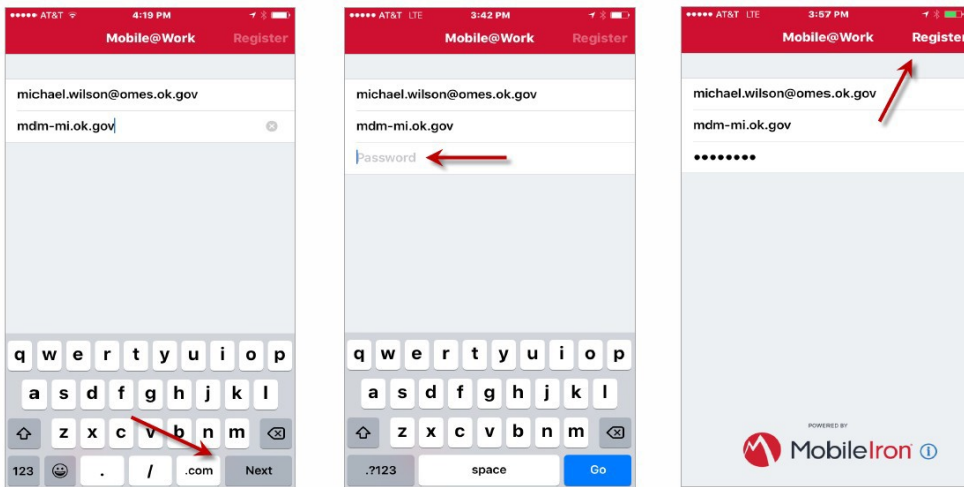 AT&T 4:19 PM
Mobile@Work Register
michael.wilson@omes.ok.gov
mdm-mi.ok.gov
q w e r t y u i o p
a s d f g h j k l
z x c v b n m
123 . / .com Next
AT&T LTE 3:42 PM
Mobile@Work Register
michael.wilson@omes.ok.gov
mdm-mi.ok.gov
Password
q w e r t y u i o p
a s d f g h j k l
z x c v b n m
.?123 space Go
AT&T LTE 3:57 PM
Mobile@Work Register
michael.wilson@omes.ok.gov
mdm-mi.ok.gov
••••••••
POWERED BY
MobileIron